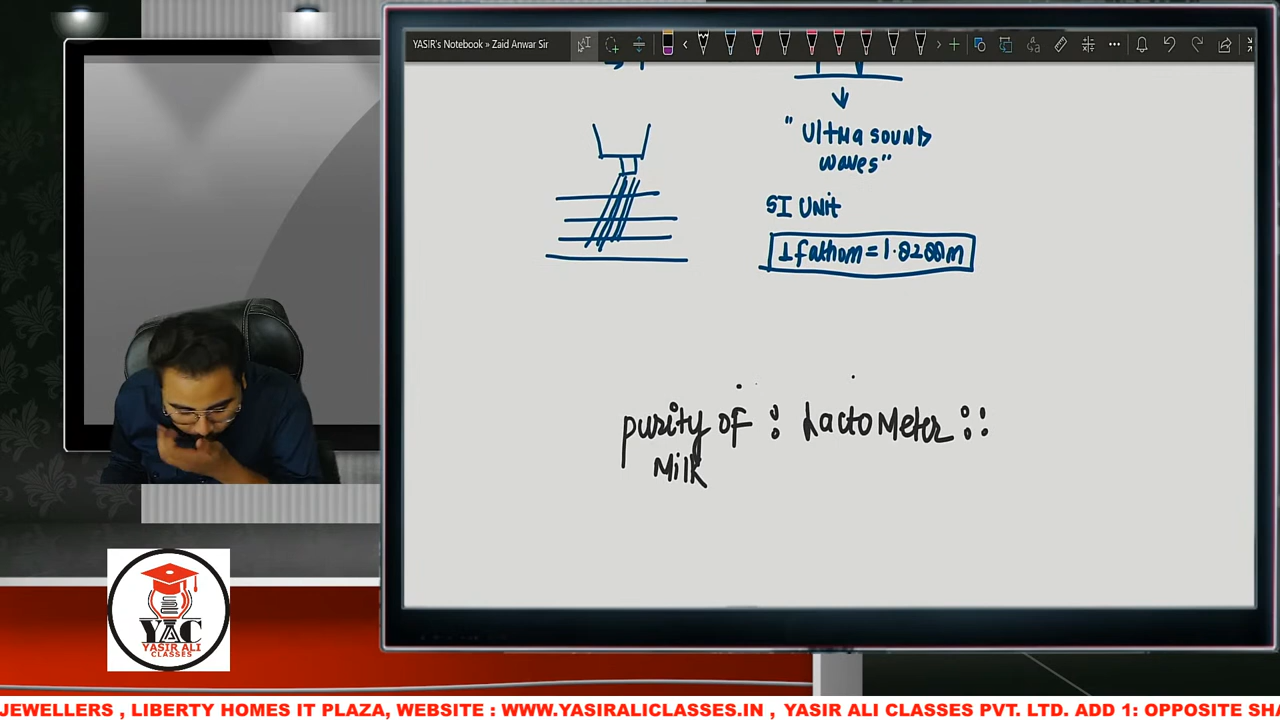 YASIR's Notebook » Zaid Anwar Sir
" Ultra sound
waves"
SI Unit
1 fathom = 1.8288m
purity of : LactoMeter ::
Milk
YAC
YASIR ALI
CLASSES
JEWELLERS , LIBERTY HOMES IT PLAZA, WEBSITE : WWW.YASIRALICLASSES.IN , YASIR ALI CLASSES PVT. LTD. ADD 1: OPPOSITE SHA